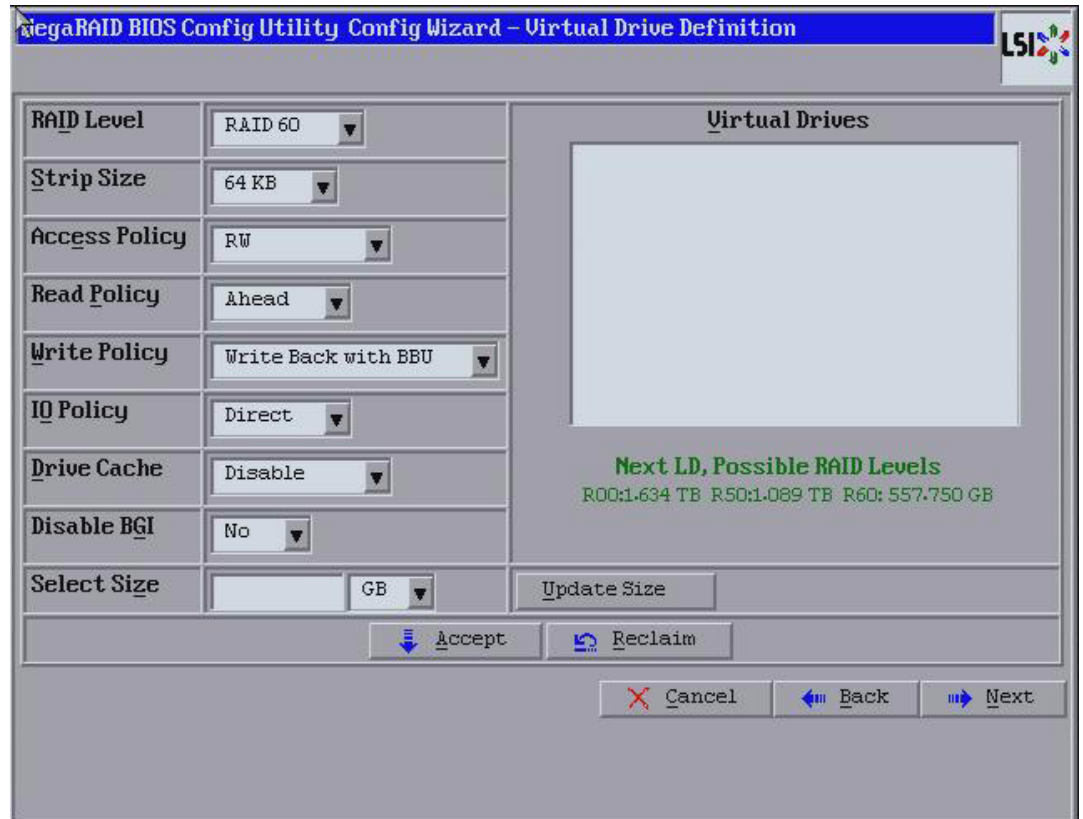 MegaRAID BIOS Config Utility Config Wizard – Virtual Drive Definition
LSI
RAID Level
RAID 60
Virtual Drives
Strip Size
64 KB
Access Policy
RW
Read Policy
Ahead
Write Policy
Write Back with BBU
IO Policy
Direct
Drive Cache
Disable
Next LD, Possible RAID Levels
R00:1.634 TB R50:1.089 TB R60: 557.750 GB
Disable BGI
No
Select Size
GB
Update Size
Accept
Reclaim
Cancel
Back
Next